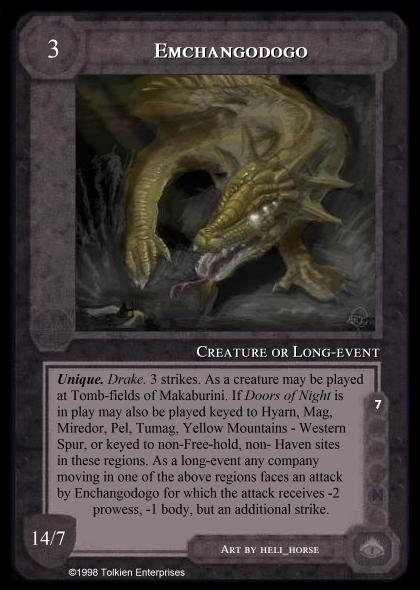 3
EMCHANGODOGO
CREATURE OR LONG-EVENT
Unique. Drake. 3 strikes. As a creature may be played
at Tomb-fields of Makaburini. If Doors of Night is
in play may also be played keyed to Hyarn, Mag,
Miredor, Pel, Tumag, Yellow Mountains - Western
Spur, or keyed to non-Free-hold, non- Haven sites
in these regions. As a long-event any company
moving in one of the above regions faces an attack
by Enchangodogo for which the attack receives -2
prowess, -1 body, but an additional strike.
7
14/7
ART BY HELI_HORSE
©1998 Tolkien Enterprises